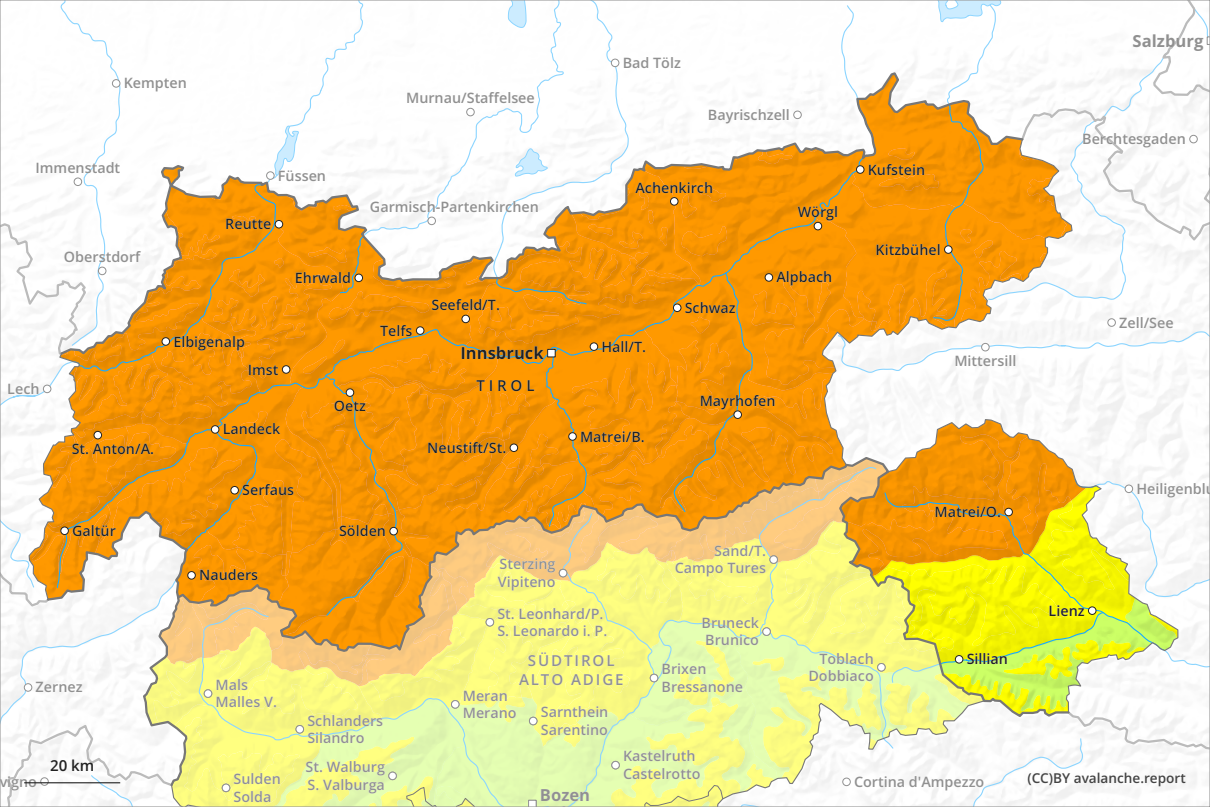 Salzburg
Bad Tölz
Kempten
Murnau/Staffelsee
Bayrischzell
Berchtesgaden
Immenstadt
Füssen
Kufstein
Achenkirch
Garmisch-Partenkirchen
Wörgl
Reutte
Kitzbühel
Oberstdorf
Ehrwald
Alpbach
Seefeld/T.
Schwaz
Zell/See
Telfs
Elbigenalp
Hall/T.
Innsbruck
Mittersill
Imst
TIROL
Lech
Oetz
Mayrhofen
Landeck
Matrei/B.
St. Anton/A.
Neustift/St.
Serfaus
Heiligenblu
Matrei/O.
Galtür
Sölden
Sand/T.
Campo Tures
Sterzing
Vipiteno
Nauders
Lienz
St. Leonhard/P.
S. Leonardo i. P.
Bruneck
Brunico
Sillian
SÜDTIROL
ALTO ADIGE
Toblach
Dobbiaco
Brixen
Bressanone
Zernez
Mals
Malles V.
Meran
Merano
Sarnthein
Sarentino
Schlanders
Silandro
Kastelruth
Castelrotto
20 km
St. Walburg
S. Valburga
Sulden
Solda
vigno
Cortina d'Ampezzo
(CC)BY avalanche.report
Bozen